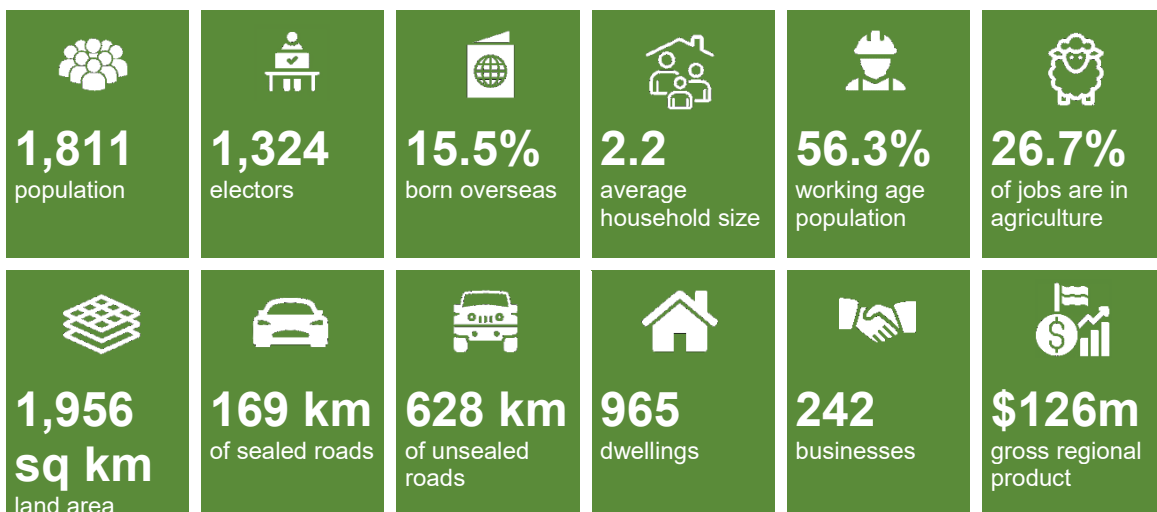 1,811
population
1,324
electors
15.5%
born overseas
2.2
average
household size
56.3%
working age
population
26.7%
of jobs are in
agriculture
1,956
sq km
land area
169 km
of sealed roads
628 km
of unsealed
roads
965
dwellings
242
businesses
$126m
gross regional
product